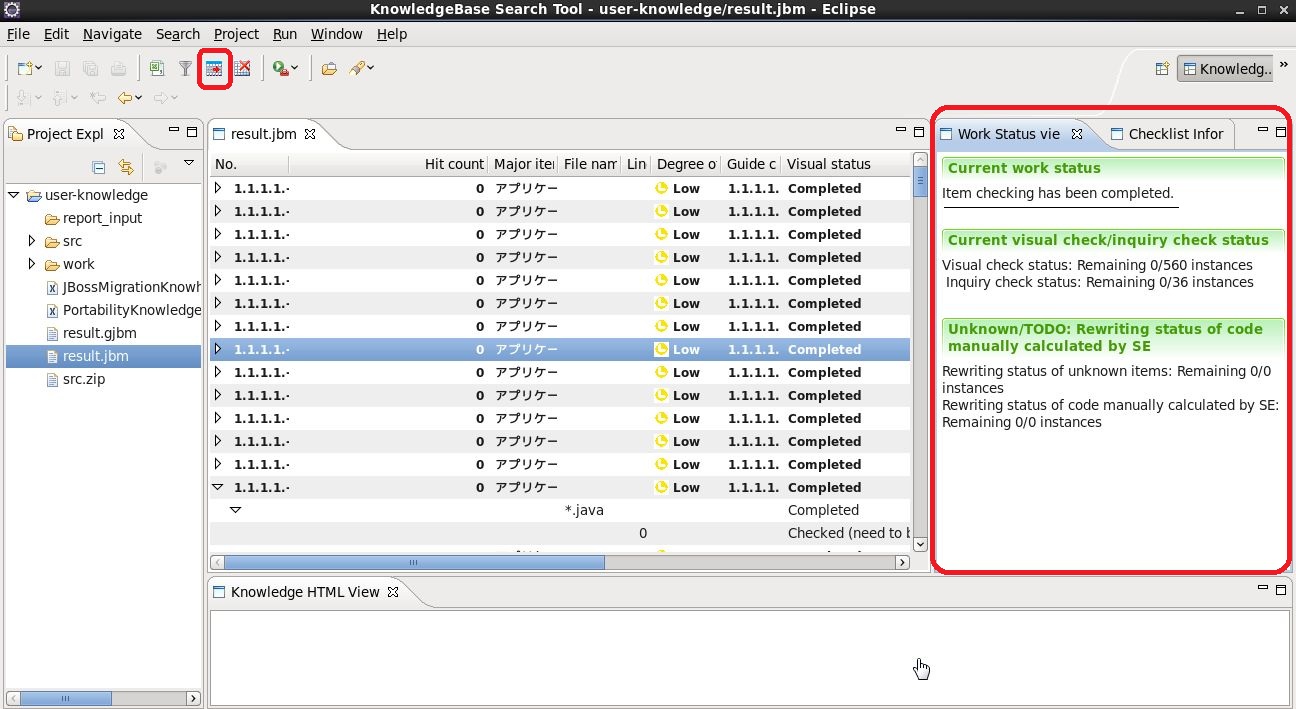 KnowledgeBase Search Tool - user-knowledge/result.jbm - Eclipse
File Edit Navigate Search Project Run Window Help
Knowledg..
Project Expl
user-knowledge
report_input
src
work
JBossMigrationKnowh
PortabilityKnowledge
result.gjbm
result.jbm
src.zip
result.jbm
No. Hit count Major ite File nam Lin Degree o Guide c Visual status
1.1.1.1.- 0 アプリケー Low 1.1.1.1. Completed
1.1.1.1.- 0 アプリケー Low 1.1.1.1. Completed
1.1.1.1.- 0 アプリケー Low 1.1.1.1. Completed
1.1.1.1.- 0 アプリケー Low 1.1.1.1. Completed
1.1.1.1.- 0 アプリケー Low 1.1.1.1. Completed
1.1.1.1.- 0 アプリケー Low 1.1.1.1. Completed
1.1.1.1.- 0 アプリケー Low 1.1.1.1. Completed
1.1.1.1.- 0 アプリケー Low 1.1.1.1. Completed
1.1.1.1.- 0 アプリケー Low 1.1.1.1. Completed
1.1.1.1.- 0 アプリケー Low 1.1.1.1. Completed
1.1.1.1.- 0 アプリケー Low 1.1.1.1. Completed
1.1.1.1.- 0 アプリケー Low 1.1.1.1. Completed
1.1.1.1.- 0 アプリケー Low 1.1.1.1. Completed
1.1.1.1.- 0 アプリケー Low 1.1.1.1. Completed
*.java Completed
0 Checked (need to b
Work Status vie Checklist Infor
Current work status
Item checking has been completed.
Current visual check/inquiry check status
Visual check status: Remaining 0/560 instances
Inquiry check status: Remaining 0/36 instances
Unknown/TODO: Rewriting status of code
manually calculated by SE
Rewriting status of unknown items: Remaining 0/0
instances
Rewriting status of code manually calculated by SE:
Remaining 0/0 instances
Knowledge HTML View